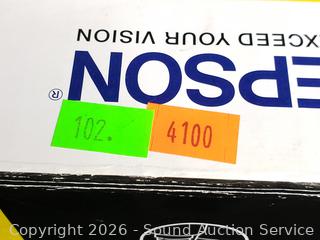 EXCEED YOUR VISION
EPSON®
102.
4100
Copyright 2026 - Sound Auction Service